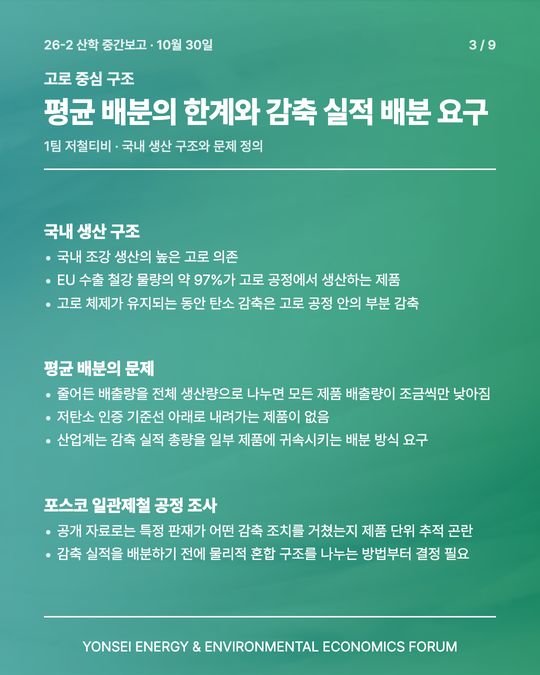 26-2 산학 중간보고 · 10월 30일
3 / 9
고로 중심 구조
평균 배분의 한계와 감축 실적 배분 요구
1팀 저철티비 · 국내 생산 구조와 문제 정의
국내 생산 구조
• 국내 조강 생산의 높은 고로 의존
• EU 수출 철강 물량의 약 97%가 고로 공정에서 생산하는 제품
• 고로 체제가 유지되는 동안 탄소 감축은 고로 공정 안의 부분 감축
평균 배분의 문제
• 줄어든 배출량을 전체 생산량으로 나누면 모든 제품 배출량이 조금씩만 낮아짐
• 저탄소 인증 기준선 아래로 내려가는 제품이 없음
• 산업계는 감축 실적 총량을 일부 제품에 귀속시키는 배분 방식 요구
포스코 일관제철 공정 조사
• 공개 자료로는 특정 판재가 어떤 감축 조치를 거쳤는지 제품 단위 추적 곤란
• 감축 실적을 배분하기 전에 물리적 혼합 구조를 나누는 방법부터 결정 필요
YONSEI ENERGY & ENVIRONMENTAL ECONOMICS FORUM